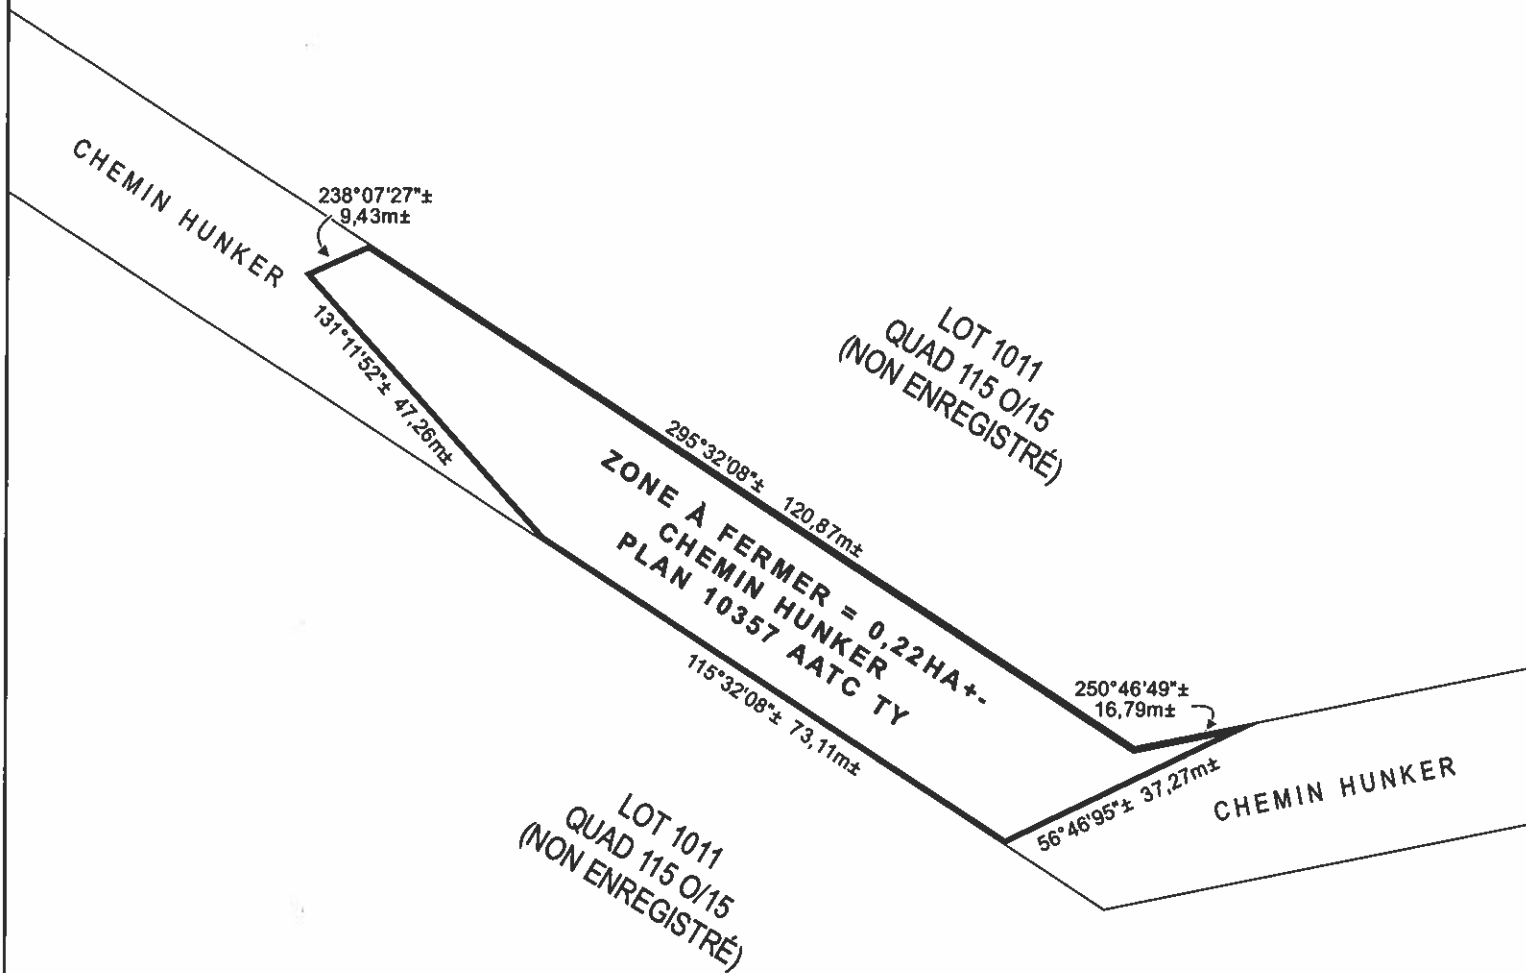 CHEMIN HUNKER
238°07'27"±
9,43m±
131°11'52"± 47,26m±
LOT 1011
QUAD 115 O/15
(NON ENREGISTRÉ)
295°32'08"± 120,87m±
ZONE À FERMER = 0,22HA+-
CHEMIN HUNKER
PLAN 10357 AATC TY
115°32'08"± 73,11m±
250°46'49"±
16,79m±
56°46'95"± 37,27m±
CHEMIN HUNKER
LOT 1011
QUAD 115 O/15
(NON ENREGISTRÉ)